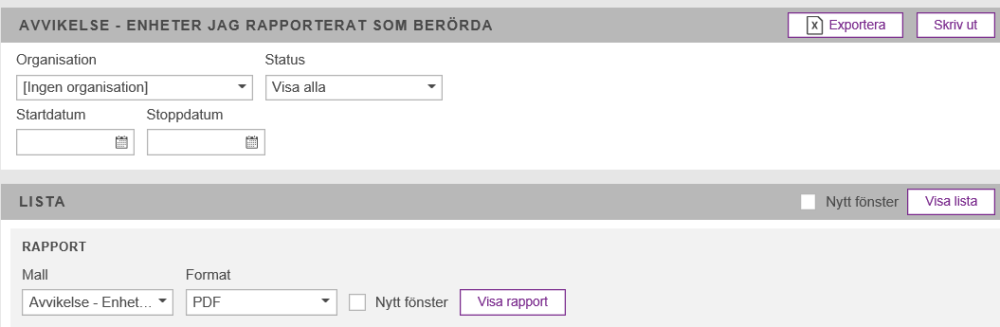 AVVIKELSE - ENHETER JAG RAPPORTERAT SOM BERÖRDA
Exportera
Skriv ut
Organisation
Status
[Ingen organisation]
Visa alla
Startdatum
Stoppdatum
LISTA
Nytt fönster
Visa lista
RAPPORT
Mall
Format
Avvikelse - Enhet...
PDF
Nytt fönster
Visa rapport